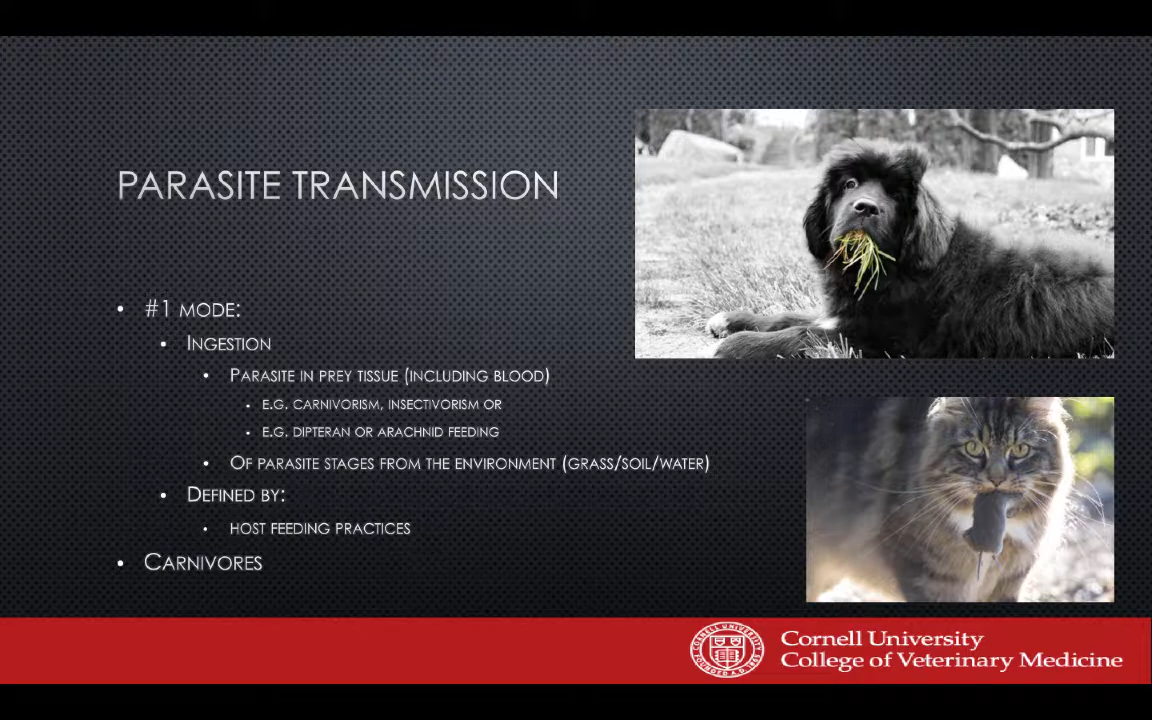 PARASITE TRANSMISSION
#1 MODE:
INGESTION
PARASITE IN PREY TISSUE (INCLUDING BLOOD)
E.G. CARNIVORISM, INSECTIVORISM OR
E.G. DIPTERAN OR ARACHNID FEEDING
OF PARASITE STAGES FROM THE ENVIRONMENT (GRASS/SOIL/WATER)
DEFINED BY:
HOST FEEDING PRACTICES
CARNIVORES
Cornell University
College of Veterinary Medicine